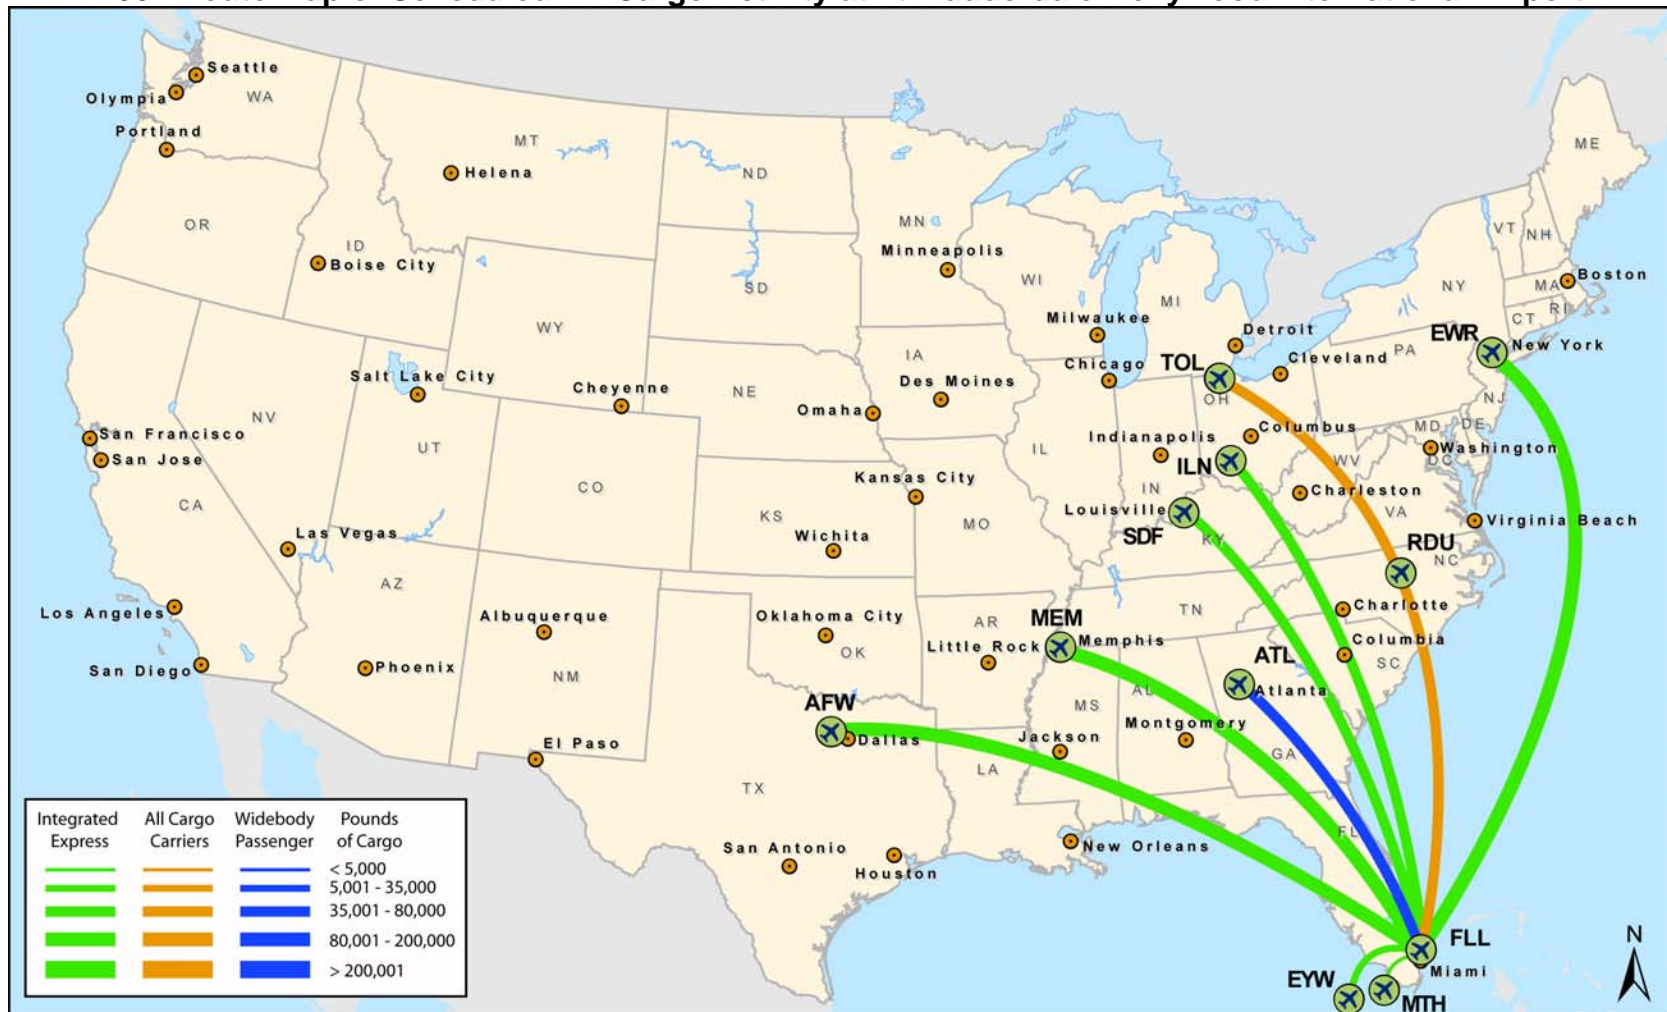 Seattle
WA
Olympia
Portland
MT
Helena
ND
ME
OR
ID
Boise City
MN
Minneapolis
VT
NH
SD
WI
MI
NY
MA
Boston
WY
Milwaukee
Detroit
CT
RI
IA
EWR
New York
Salt Lake City
Cheyenne
NE
Des Moines
Chicago
TOL
Cleveland
PA
OH
NJ
Omaha
NV
San Francisco
San Jose
UT
CO
IL
Indianapolis
Columbus
MD
DE
Washington
DC
Kansas City
ILN
WV
CA
KS
MO
IN
Charleston
Louisville
VA
Virginia Beach
Las Vegas
Wichita
SDF
KY
RDU
NC
AZ
Los Angeles
Albuquerque
Oklahoma City
AR
TN
Charlotte
MEM
Memphis
Columbia
San Diego
Phoenix
NM
OK
Little Rock
ATL
SC
Atlanta
AFW
MS
AL
El Paso
Dallas
Jackson
Montgomery
GA
TX
LA
FL
San Antonio
Houston
New Orleans
FLL
Miami
EYW
MTH
N
Integrated Express
All Cargo Carriers
Widebody Passenger
Pounds of Cargo
< 5,000
5,001 - 35,000
35,001 - 80,000
80,001 - 200,000
> 200,001